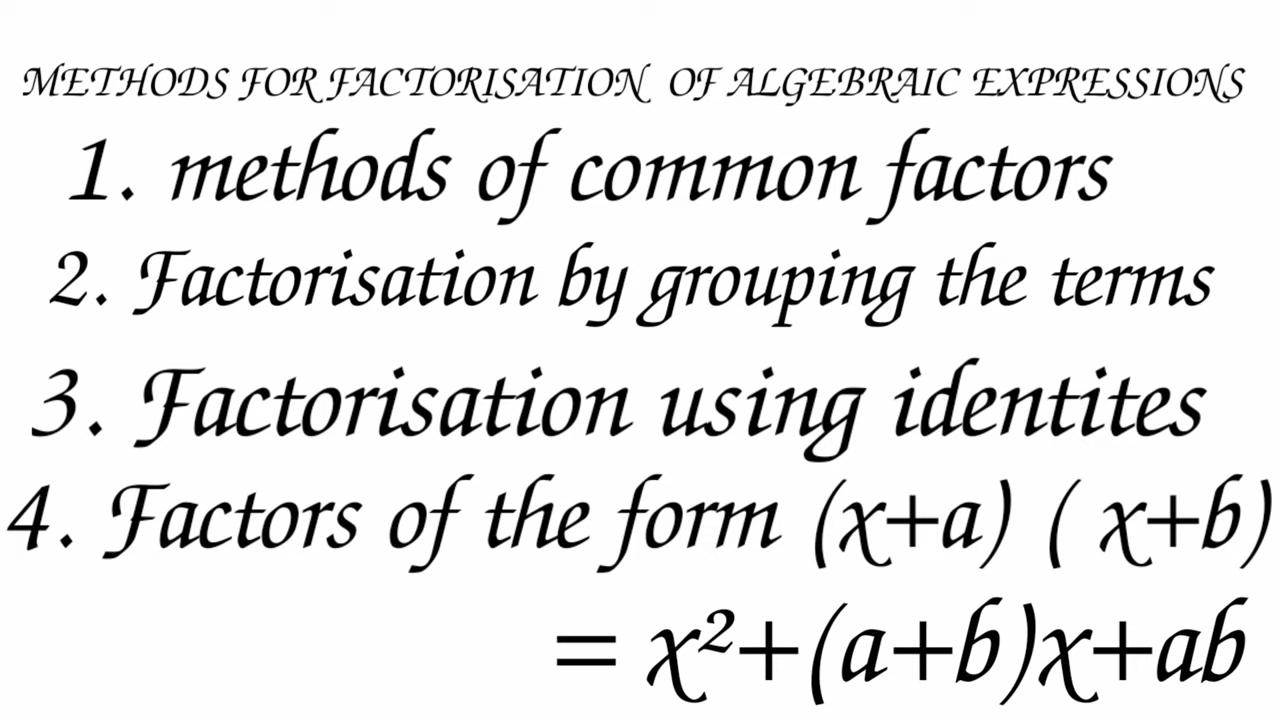 METHODS FOR FACTORISATION OF ALGEBRAIC EXPRESSIONS
1. methods of common factors
2. Factorisation by grouping the terms
3. Factorisation using identites
4. Factors of the form (x+a) ( x+b)
= x²+(a+b)x+ab